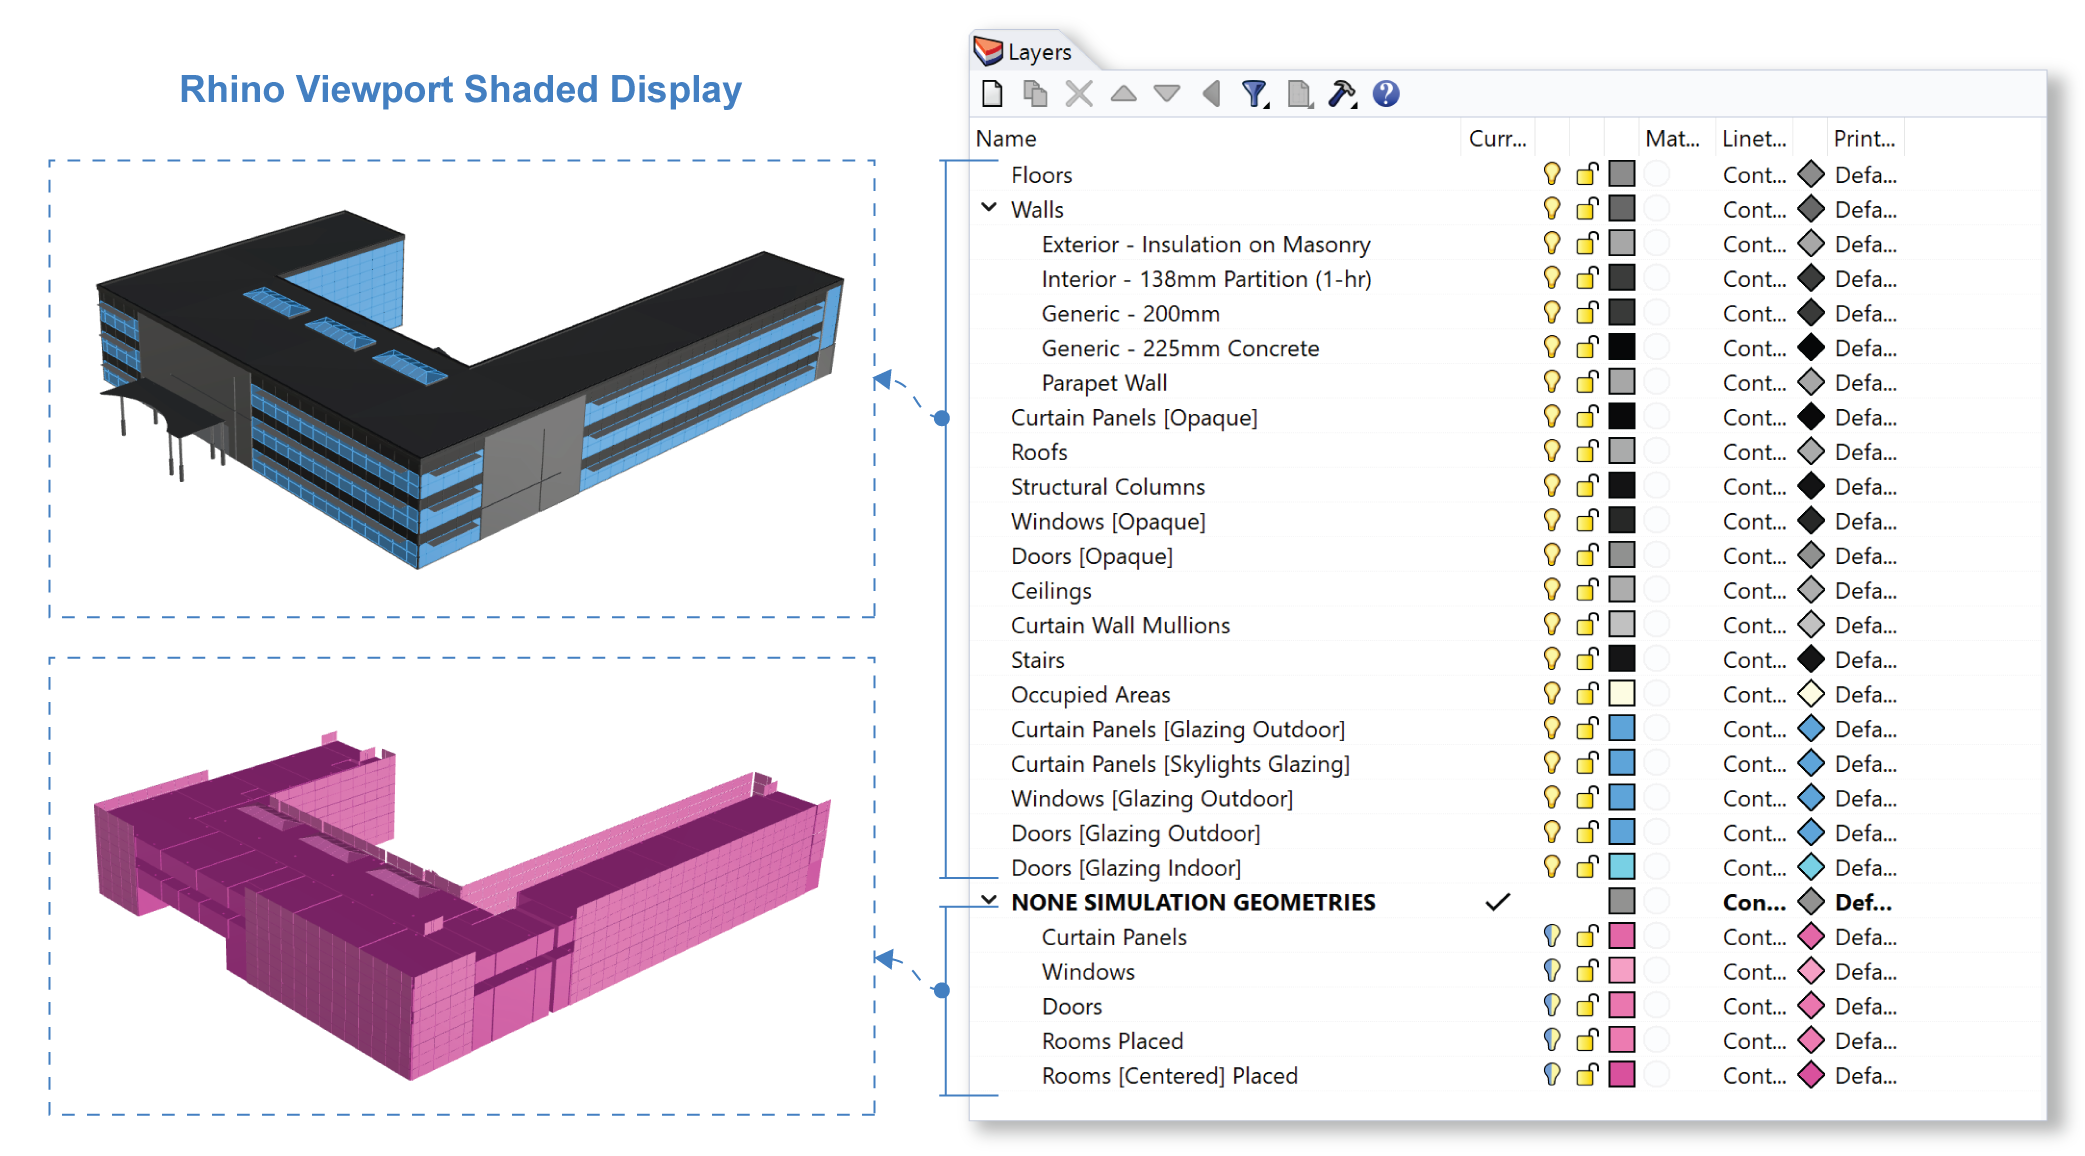 Rhino Viewport Shaded Display
Layers
Name Curr... Mat... Linet... Print...
Floors Cont... Defa...
Walls Cont... Defa...
Exterior - Insulation on Masonry Cont... Defa...
Interior - 138mm Partition (1-hr) Cont... Defa...
Generic - 200mm Cont... Defa...
Generic - 225mm Concrete Cont... Defa...
Parapet Wall Cont... Defa...
Curtain Panels [Opaque] Cont... Defa...
Roofs Cont... Defa...
Structural Columns Cont... Defa...
Windows [Opaque] Cont... Defa...
Doors [Opaque] Cont... Defa...
Ceilings Cont... Defa...
Curtain Wall Mullions Cont... Defa...
Stairs Cont... Defa...
Occupied Areas Cont... Defa...
Curtain Panels [Glazing Outdoor] Cont... Defa...
Curtain Panels [Skylights Glazing] Cont... Defa...
Windows [Glazing Outdoor] Cont... Defa...
Doors [Glazing Outdoor] Cont... Defa...
Doors [Glazing Indoor] Cont... Defa...
NONE SIMULATION GEOMETRIES Con... Def...
Curtain Panels Cont... Defa...
Windows Cont... Defa...
Doors Cont... Defa...
Rooms Placed Cont... Defa...
Rooms [Centered] Placed Cont... Defa...